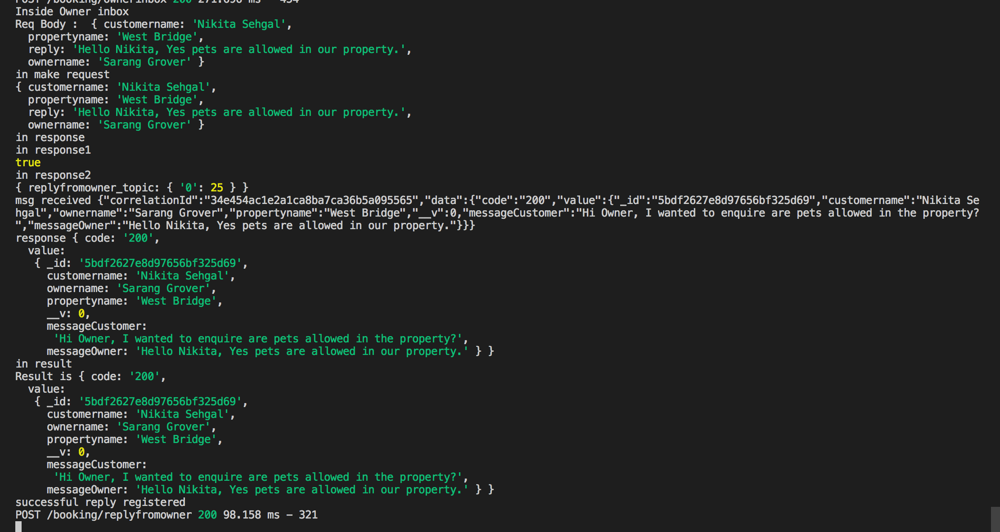 POST /booking/ownerinbox 200 271.696 ms - 454
Inside Owner inbox
Req Body :  { customername: 'Nikita Sehgal',
  propertyname: 'West Bridge',
  reply: 'Hello Nikita, Yes pets are allowed in our property.',
  ownername: 'Sarang Grover' }
in make request
{ customername: 'Nikita Sehgal',
  propertyname: 'West Bridge',
  reply: 'Hello Nikita, Yes pets are allowed in our property.',
  ownername: 'Sarang Grover' }
in response
in response1
true
in response2
{ replyfromowner_topic: { '0': 25 } }
msg received {"correlationId":"34e454ac1e2a1ca8ba7ca36b5a095565","data":{"code":"200","value":{"_id":"5bdf2627e8d97656bf325d69","customername":"Nikita Se
hgal","ownername":"Sarang Grover","propertyname":"West Bridge","__v":0,"messageCustomer":"Hi Owner, I wanted to enquire are pets allowed in the property?
","messageOwner":"Hello Nikita, Yes pets are allowed in our property."}}}
response { code: '200',
  value:
   { _id: '5bdf2627e8d97656bf325d69',
     customername: 'Nikita Sehgal',
     ownername: 'Sarang Grover',
     propertyname: 'West Bridge',
     __v: 0,
     messageCustomer:
      'Hi Owner, I wanted to enquire are pets allowed in the property?',
     messageOwner: 'Hello Nikita, Yes pets are allowed in our property.' } }
in result
Result is { code: '200',
  value:
   { _id: '5bdf2627e8d97656bf325d69',
     customername: 'Nikita Sehgal',
     ownername: 'Sarang Grover',
     propertyname: 'West Bridge',
     __v: 0,
     messageCustomer:
      'Hi Owner, I wanted to enquire are pets allowed in the property?',
     messageOwner: 'Hello Nikita, Yes pets are allowed in our property.' } }
successful reply registered
POST /booking/replyfromowner 200 98.158 ms - 321